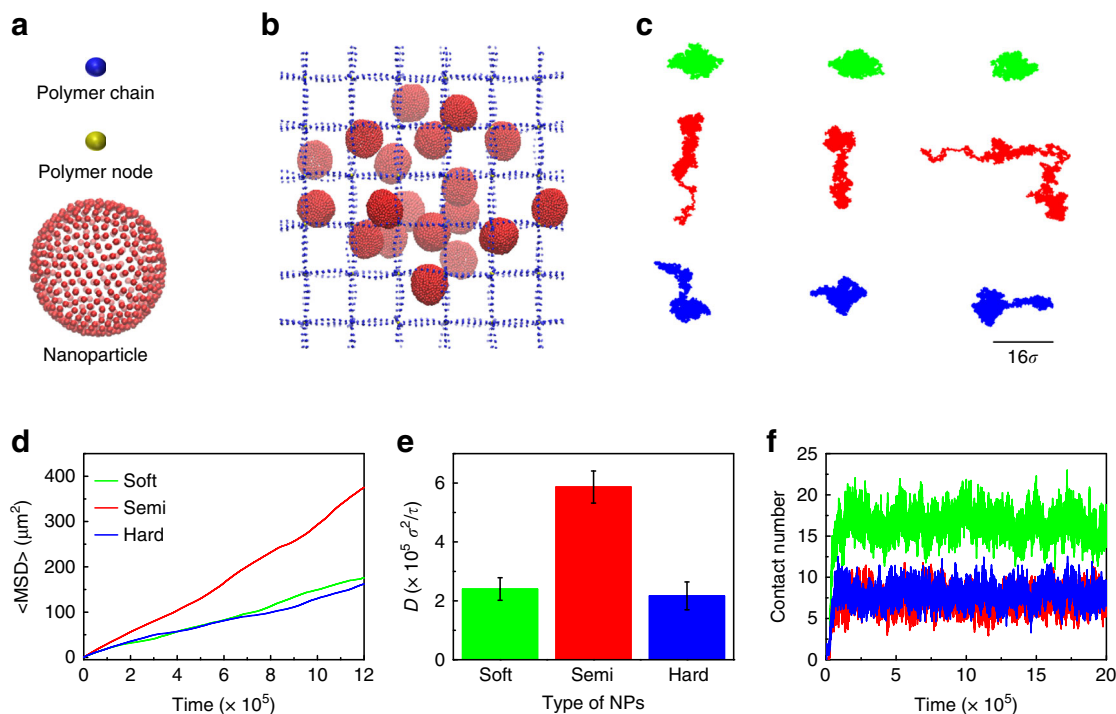 a
Polymer chain
Polymer node
Nanoparticle
b
c
16σ
d
<MSD> (μm²)
400
300
200
100
0
Soft
Semi
Hard
0 2 4 6 8 10 12
Time (× 10⁵)
e
D (× 10⁵ σ²/τ)
6
4
2
0
Soft Semi Hard
Type of NPs
f
Contact number
25
20
15
10
5
0
0 5 10 15 20
Time (× 10⁵)